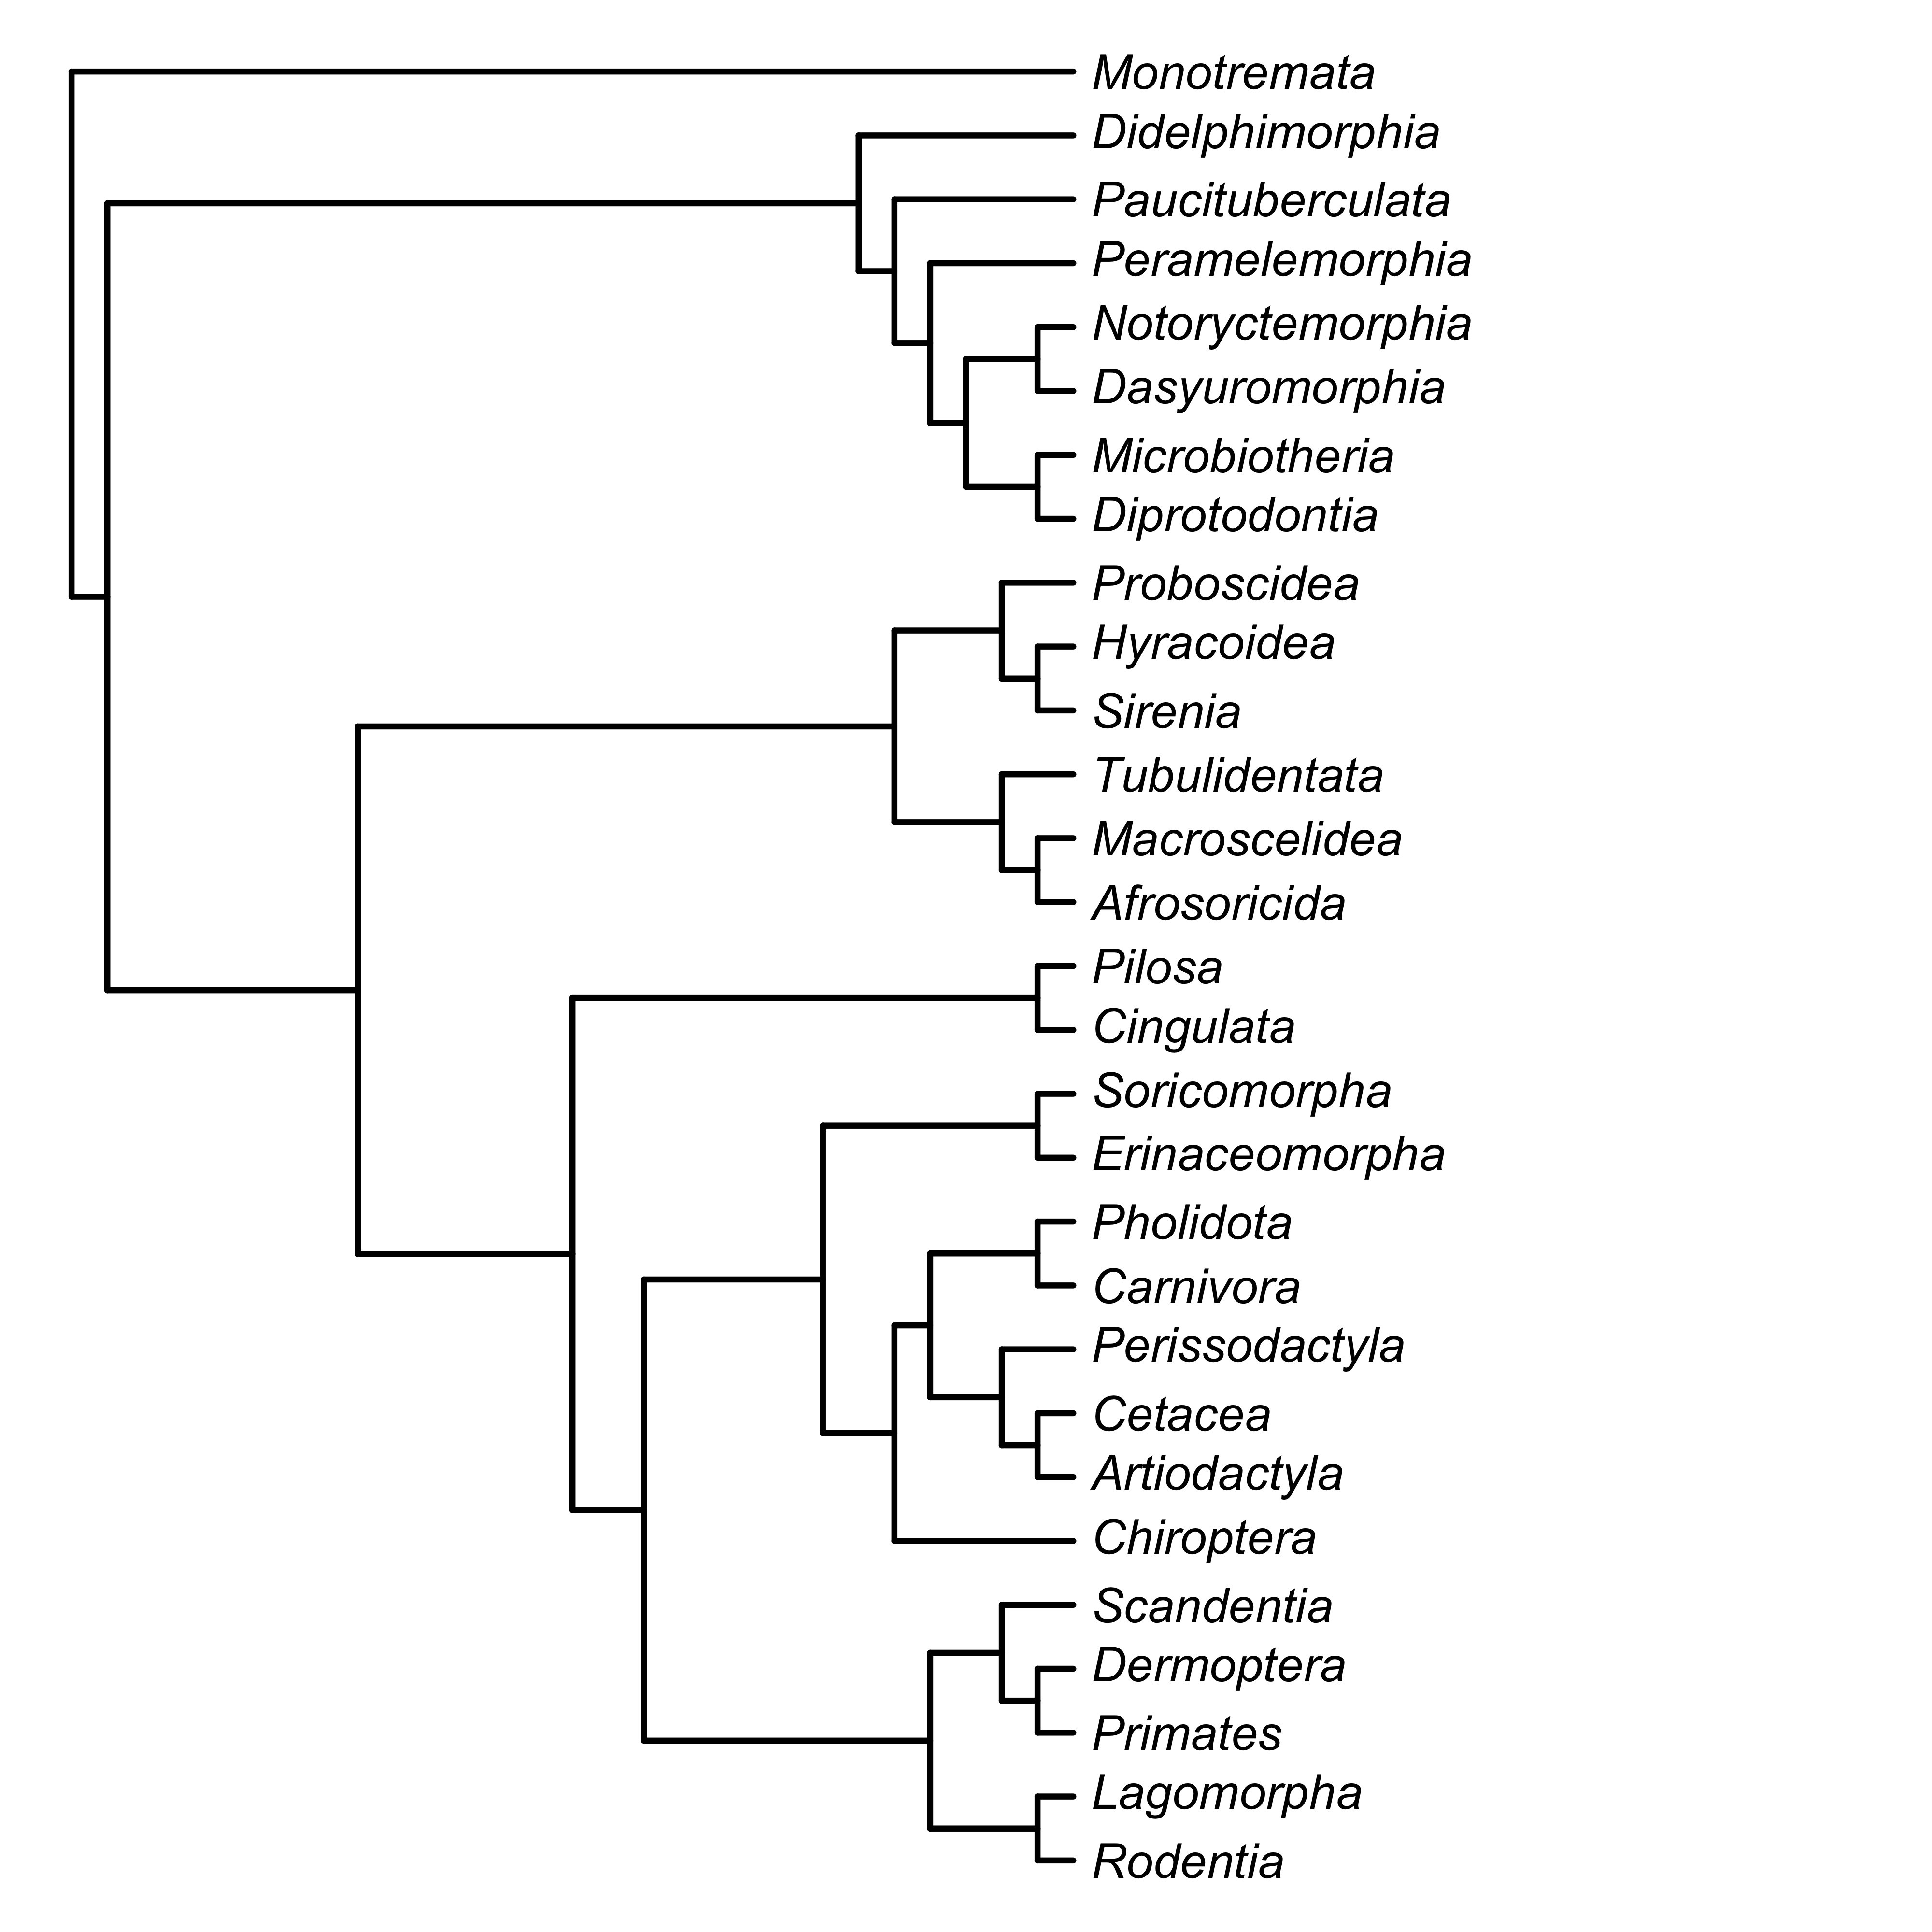 Monotremata
Didelphimorphia
Paucituberculata
Peramelemorphia
Notoryctemorphia
Dasyuromorphia
Microbiotheria
Diprotodontia
Proboscidea
Hyracoidea
Sirenia
Tubulidentata
Macroscelidea
Afrosoricida
Pilosa
Cingulata
Soricomorpha
Erinaceomorpha
Pholidota
Carnivora
Perissodactyla
Cetacea
Artiodactyla
Chiroptera
Scandentia
Dermoptera
Primates
Lagomorpha
Rodentia